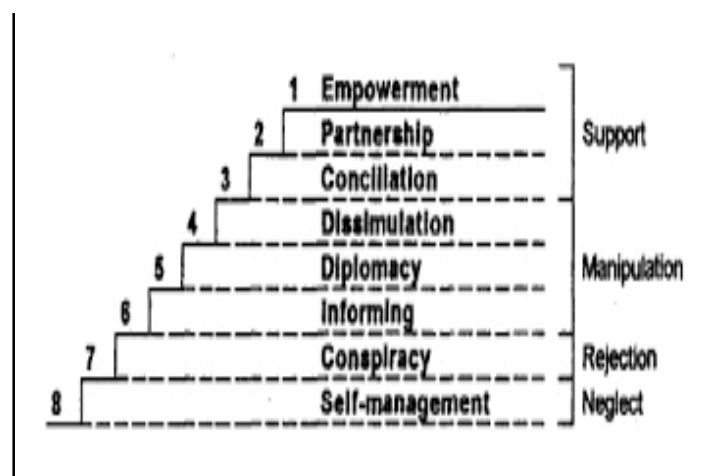 1 Empowerment
2 Partnership Support
3 Conciliation
4 Dissimulation
5 Diplomacy Manipulation
6 Informing
7 Conspiracy Rejection
8 Self-management Neglect